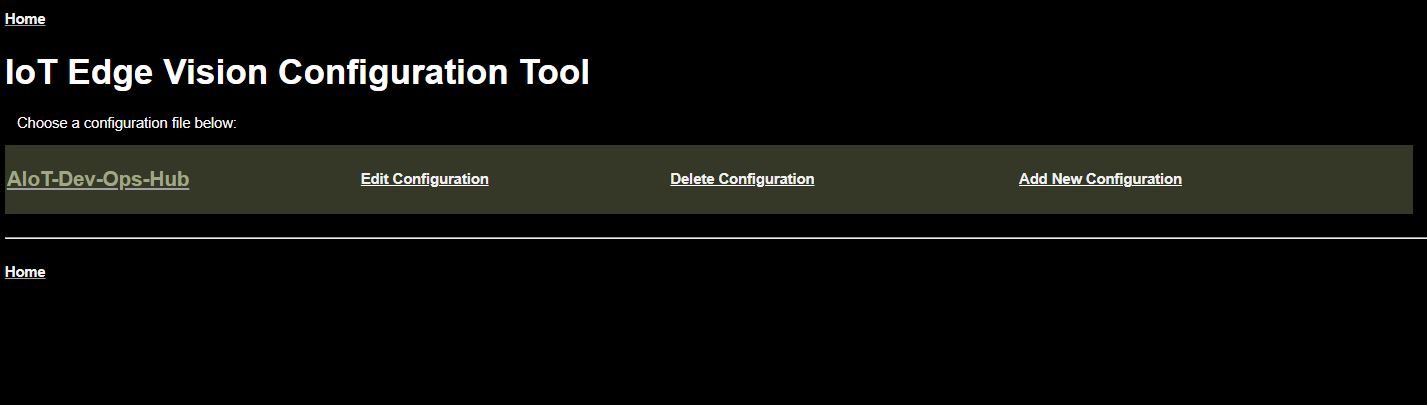 Home
IoT Edge Vision Configuration Tool
Choose a configuration file below:
AIoT-Dev-Ops-Hub Edit Configuration Delete Configuration Add New Configuration
Home